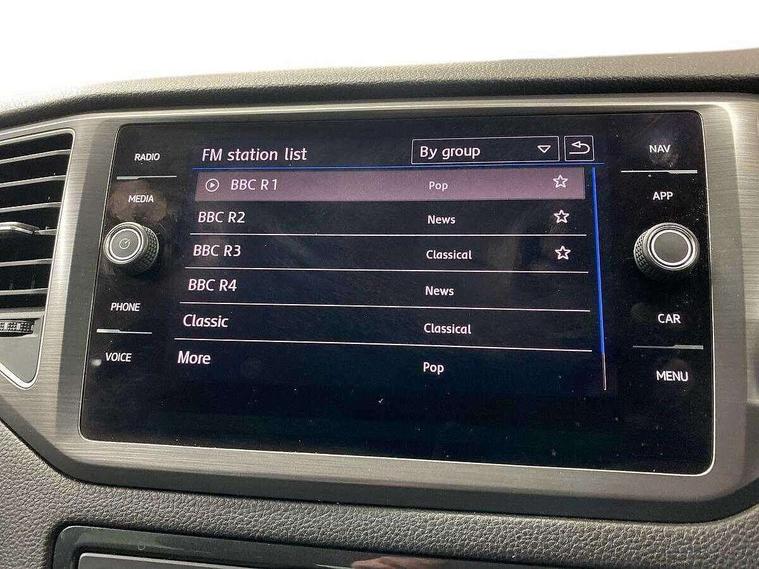 RADIO
MEDIA
PHONE
VOICE
FM station list
By group
BBC R1 Pop
BBC R2 News
BBC R3 Classical
BBC R4 News
Classic Classical
More Pop
NAV
APP
CAR
MENU